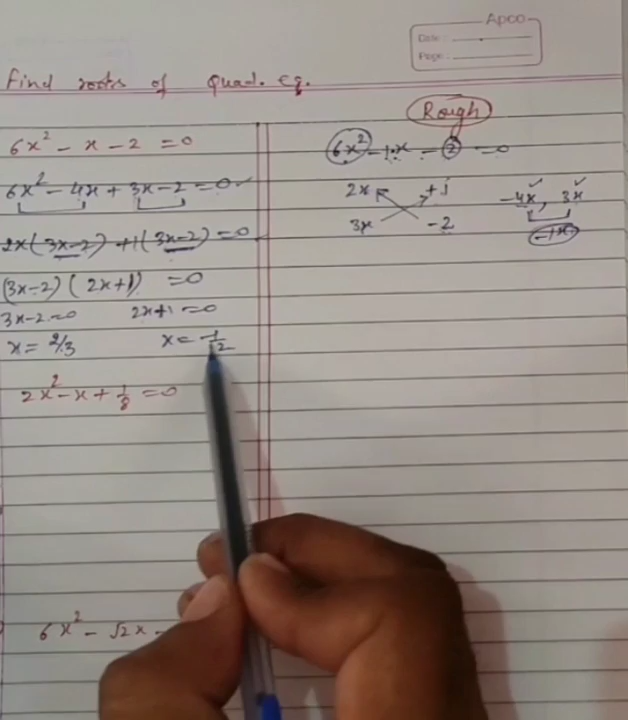 Apco
Date:
Page:
Find roots of Quad. Eq.
6x² - x - 2 = 0
6x² - 4x + 3x - 2 = 0 ✓
2x(3x-2) + 1(3x-2) = 0
(3x-2)(2x+1) = 0
3x-2=0 2x+1=0
x = 2/3 x = -1/2
2x² - x + 1/8 = 0
6x² - √2x -
Rough
6x² - 1·x - 2 = 0
2x +1 -4x, 3x
3x -2 -1x